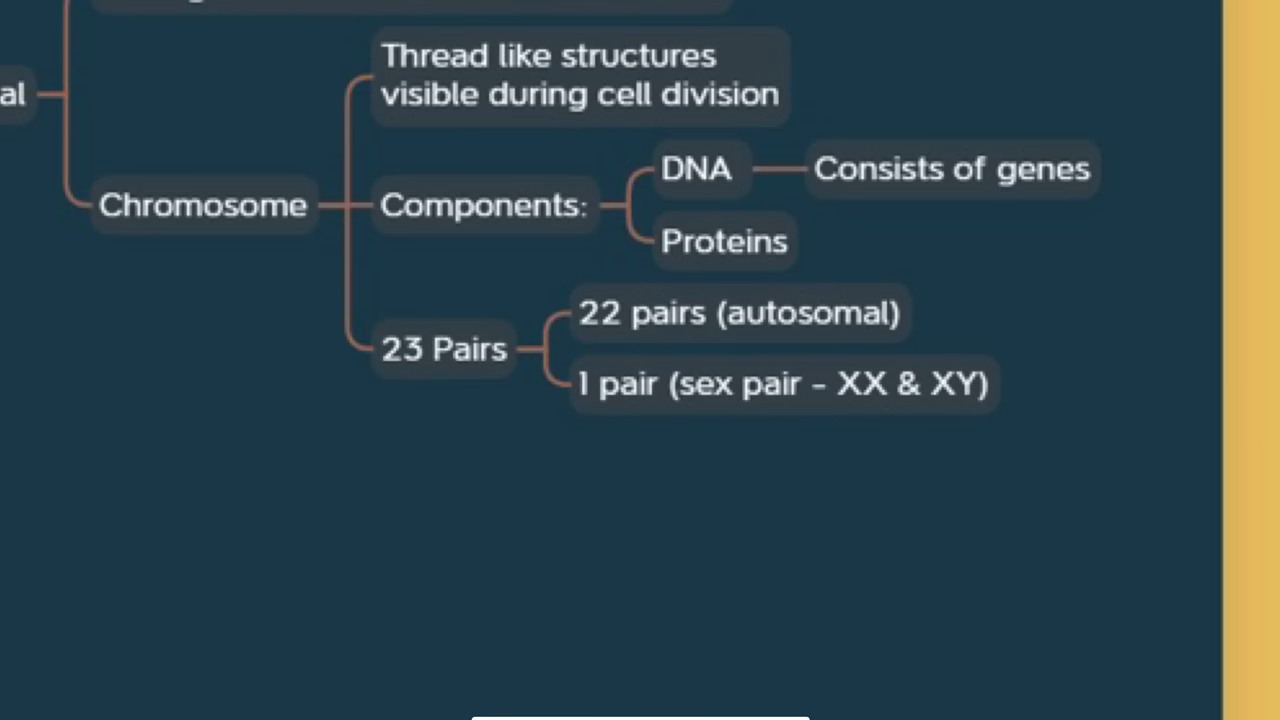 al
Thread like structures
visible during cell division
Chromosome
Components:
DNA
Consists of genes
Proteins
23 Pairs
22 pairs (autosomal)
1 pair (sex pair - XX & XY)